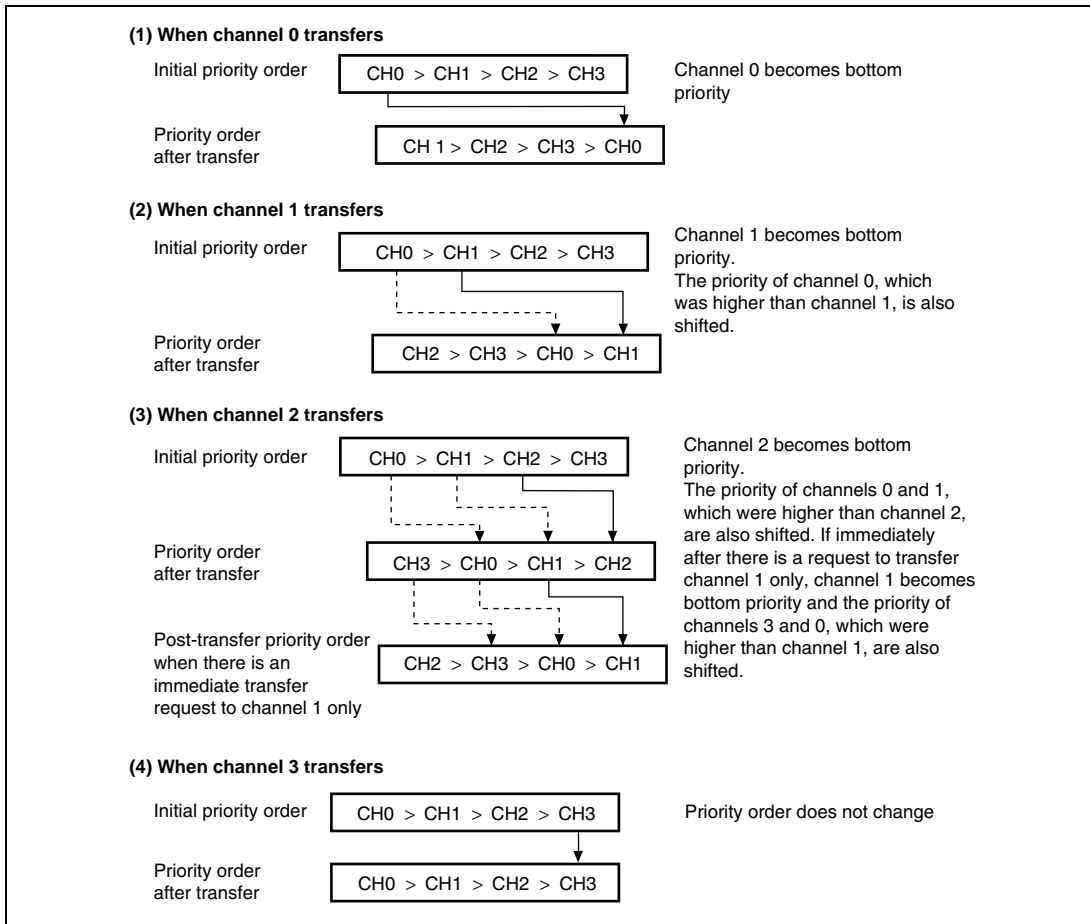 (1) When channel 0 transfers
Initial priority order
CH0 > CH1 > CH2 > CH3
Channel 0 becomes bottom
priority
Priority order
after transfer
CH 1 > CH2 > CH3 > CH0
(2) When channel 1 transfers
Initial priority order
CH0 > CH1 > CH2 > CH3
Channel 1 becomes bottom
priority.
The priority of channel 0, which
was higher than channel 1, is also
shifted.
Priority order
after transfer
CH2 > CH3 > CH0 > CH1
(3) When channel 2 transfers
Initial priority order
CH0 > CH1 > CH2 > CH3
Channel 2 becomes bottom
priority.
The priority of channels 0 and 1,
which were higher than channel 2,
are also shifted. If immediately
after there is a request to transfer
channel 1 only, channel 1 becomes
bottom priority and the priority of
channels 3 and 0, which were
higher than channel 1, are also
shifted.
Priority order
after transfer
CH3 > CH0 > CH1 > CH2
Post-transfer priority order
when there is an
immediate transfer
request to channel 1 only
CH2 > CH3 > CH0 > CH1
(4) When channel 3 transfers
Initial priority order
CH0 > CH1 > CH2 > CH3
Priority order does not change
Priority order
after transfer
CH0 > CH1 > CH2 > CH3